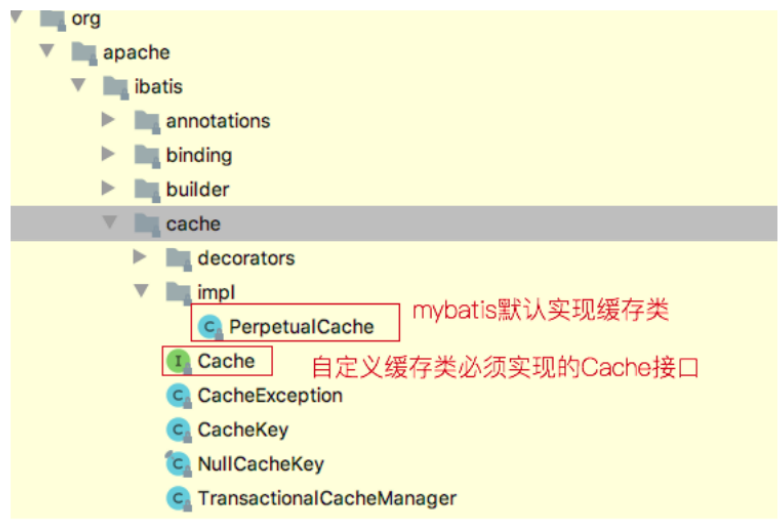 org
apache
ibatis
annotations
binding
builder
cache
decorators
impl
C PerpetualCache mybatis默认实现缓存类
I Cache 自定义缓存类必须实现的Cache接口
C CacheException
C CacheKey
C NullCacheKey
C TransactionalCacheManager